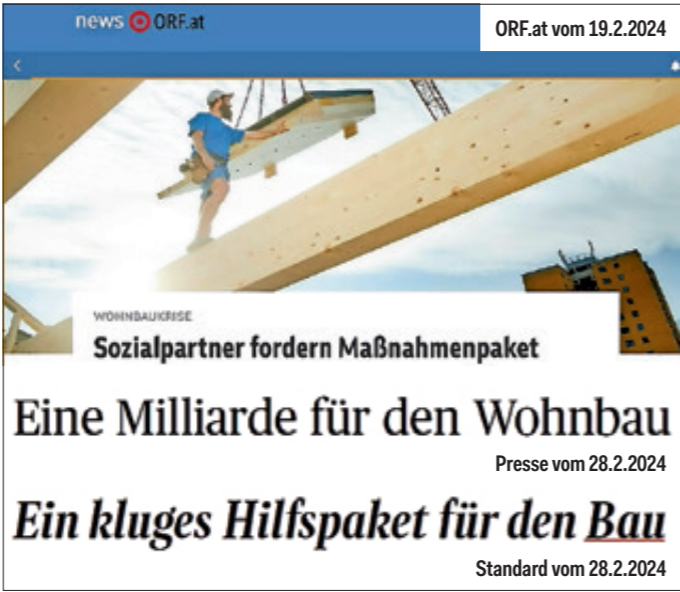 news ORF.at
ORF.at vom 19.2.2024
WOHNBAUKRISE
Sozialpartner fordern Maßnahmenpaket
Eine Milliarde für den Wohnbau
Presse vom 28.2.2024
Ein kluges Hilfspaket für den Bau
Standard vom 28.2.2024